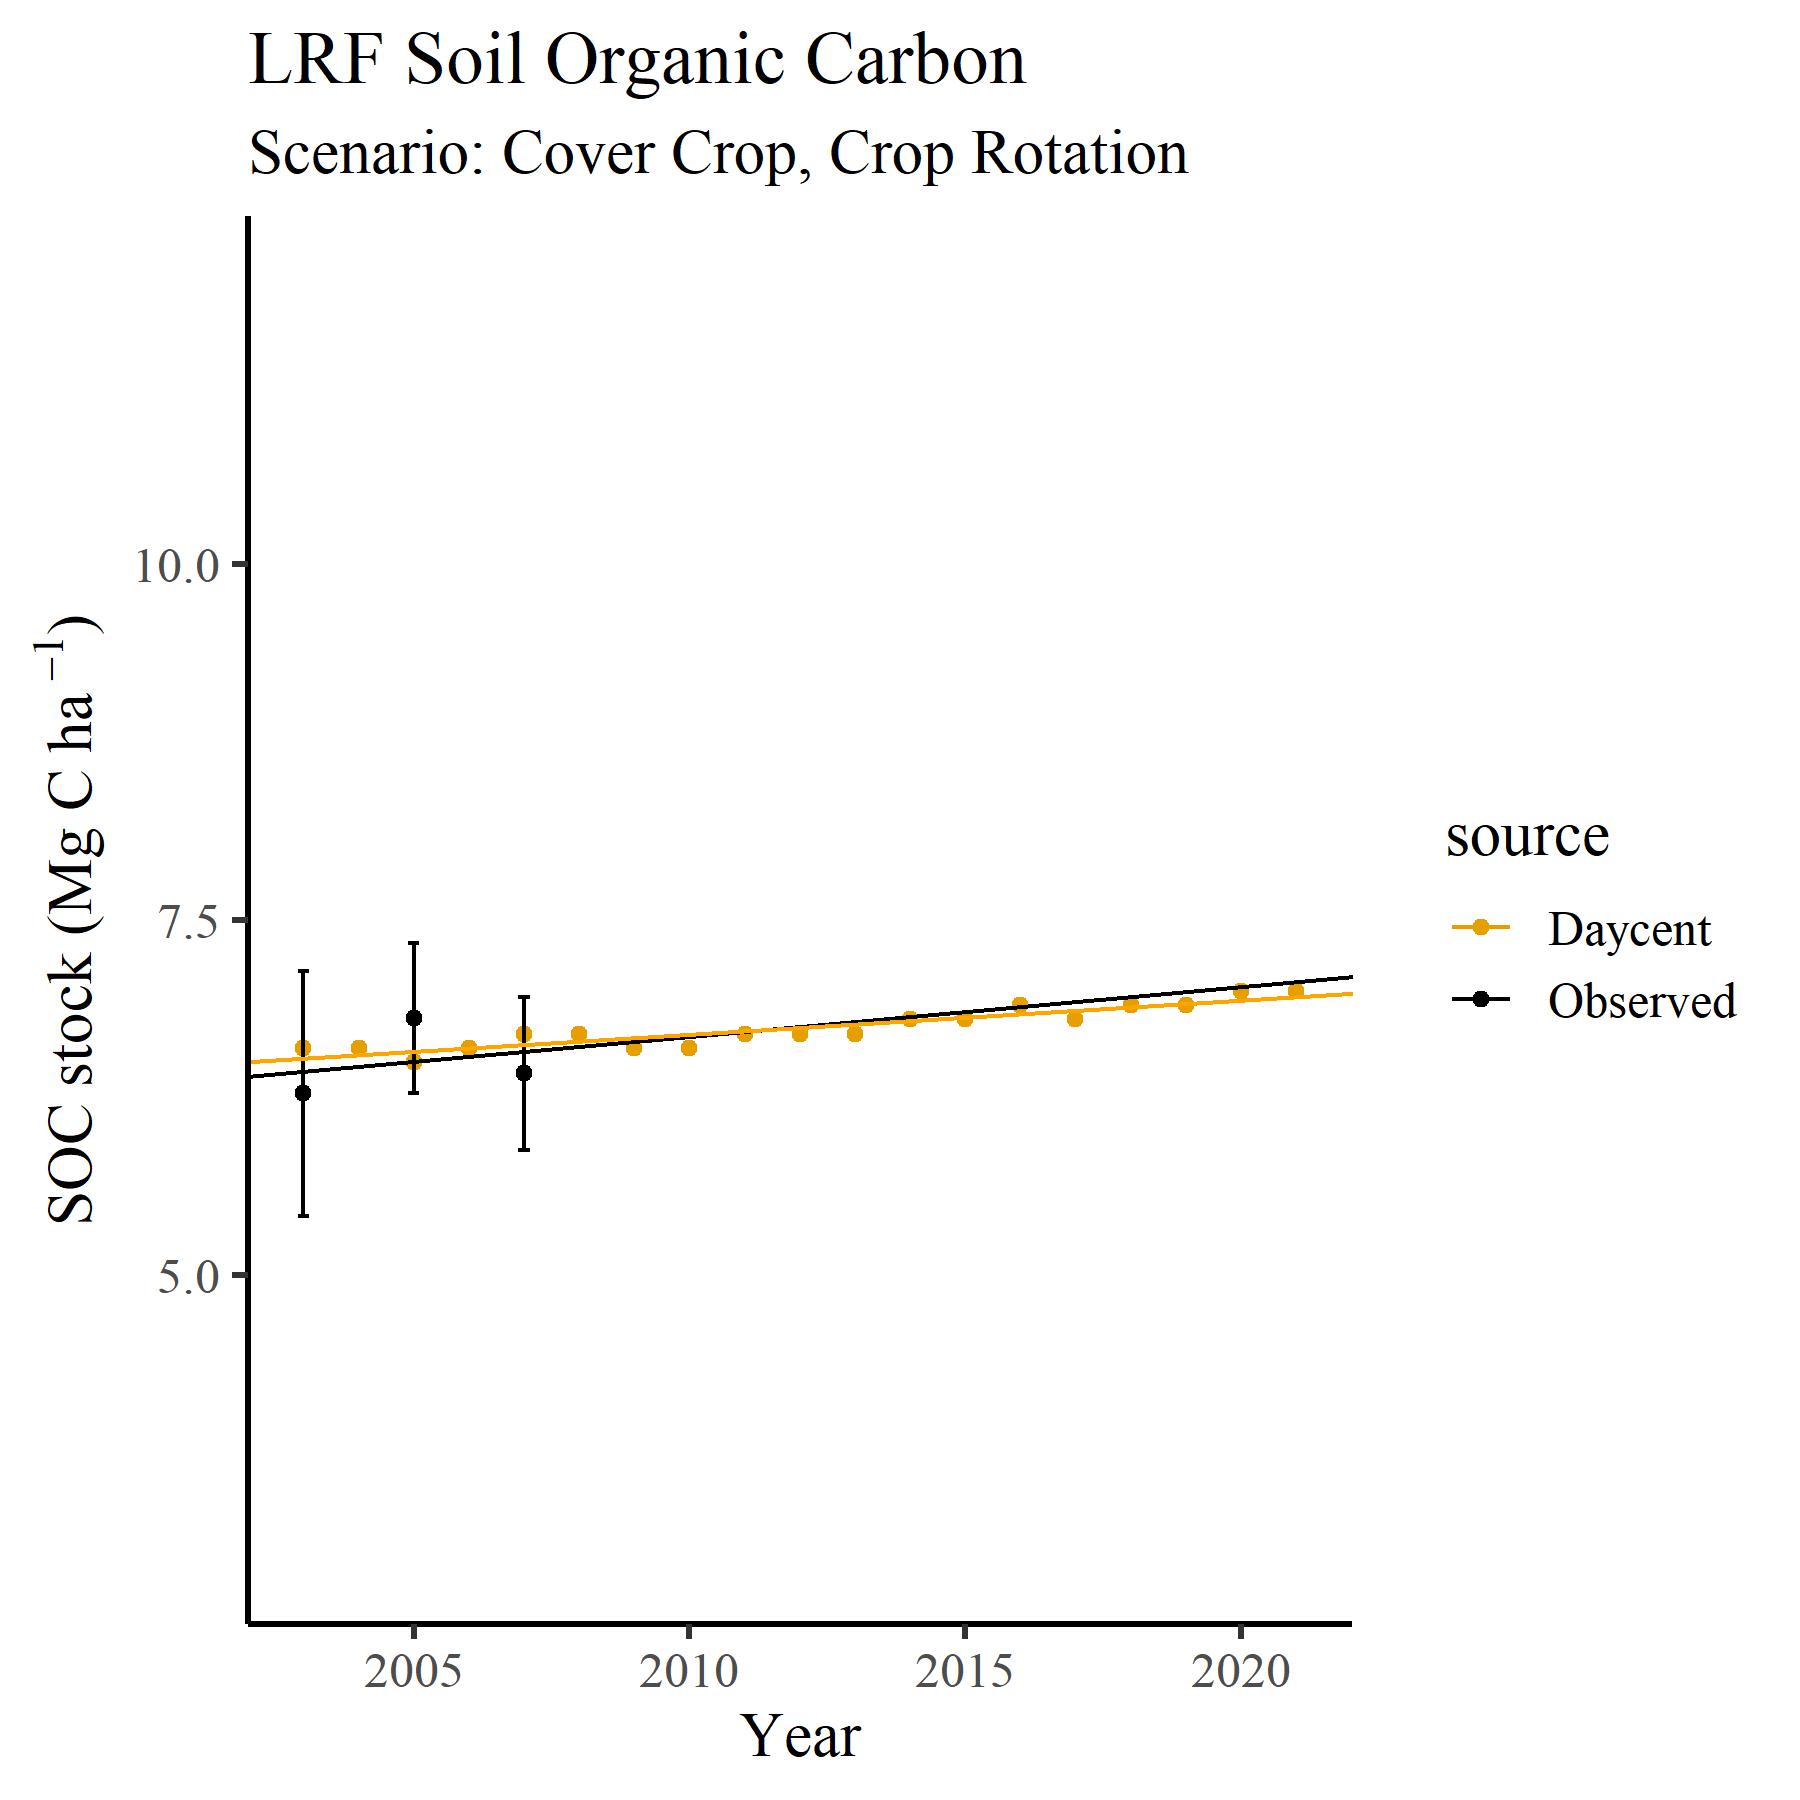 LRF Soil Organic Carbon
Scenario: Cover Crop, Crop Rotation
SOC stock (Mg C ha⁻¹)
10.0
7.5
5.0
2005 2010 2015 2020
Year
source
Daycent
Observed